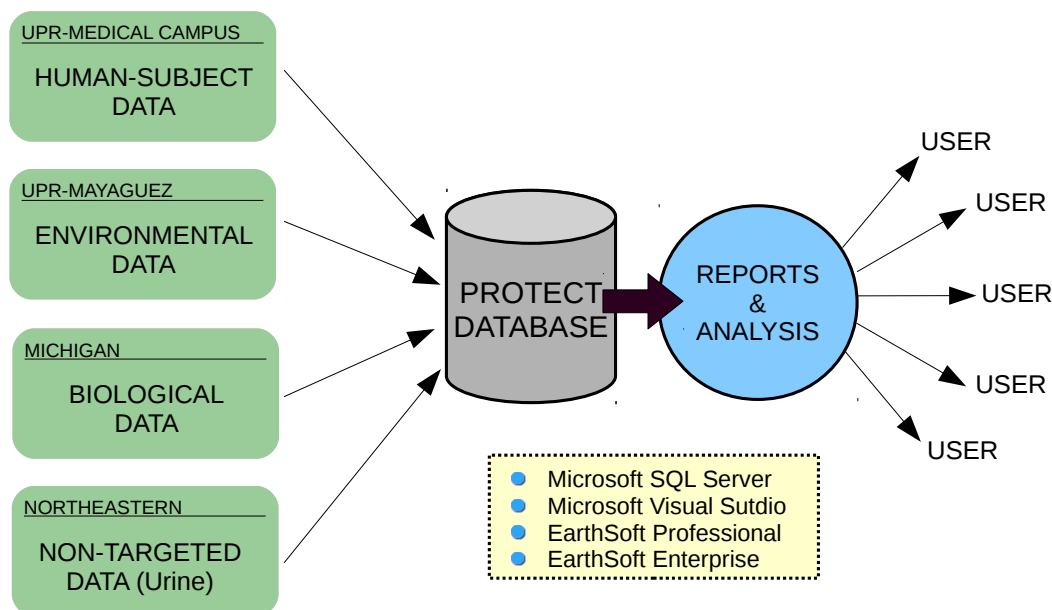 UPR-MEDICAL CAMPUS
HUMAN-SUBJECT
DATA
UPR-MAYAGUEZ
ENVIRONMENTAL
DATA
MICHIGAN
BIOLOGICAL
DATA
NORTHEASTERN
NON-TARGETED
DATA (Urine)
PROTECT
DATABASE
REPORTS
&
ANALYSIS
USER
USER
USER
USER
USER
Microsoft SQL Server
Microsoft Visual Sutdio
EarthSoft Professional
EarthSoft Enterprise